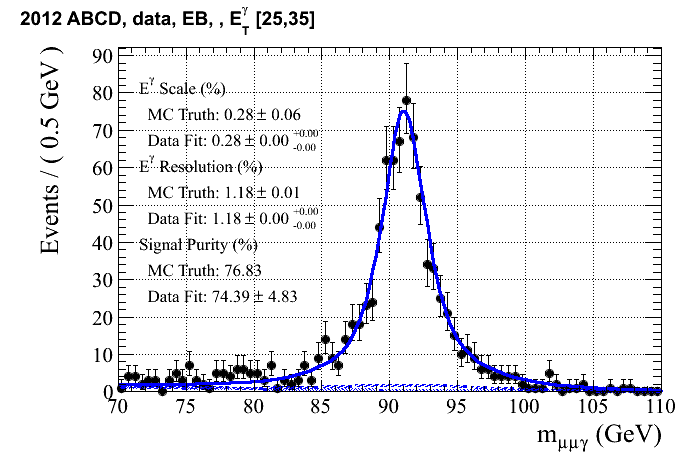 2012 ABCD, data, EB, , E_T^γ [25,35]
Events / ( 0.5 GeV )
90
80
70
60
50
40
30
20
10
0
E^γ Scale (%)
MC Truth: 0.28 ± 0.06
Data Fit: 0.28 ± 0.00 +0.00 -0.00
E^γ Resolution (%)
MC Truth: 1.18 ± 0.01
Data Fit: 1.18 ± 0.00 +0.00 -0.00
Signal Purity (%)
MC Truth: 76.83
Data Fit: 74.39 ± 4.83
70 75 80 85 90 95 100 105 110
m_μμγ (GeV)